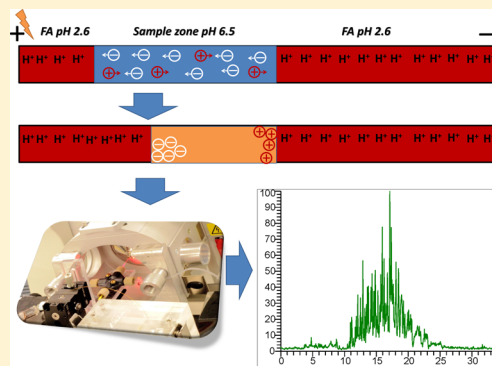 + FA pH 2.6 Sample zone pH 6.5 FA pH 2.6 −
H⁺ H⁺ H⁺ H⁺ ⊖ ⊖ ⊖ ⊕ ⊖ H⁺ H⁺ H⁺ H⁺ H⁺ H⁺ H⁺ H⁺ H⁺ H⁺
⊕ ⊖ ⊕ ⊖ ⊖ ⊕
H⁺ H⁺ H⁺ H⁺ H⁺ H⁺ H⁺ H⁺ ⊖ ⊖ ⊖ ⊖ ⊖ ⊕ ⊕ ⊕ ⊕ ⊕ H⁺ H⁺ H⁺ H⁺ H⁺ H⁺ H⁺ H⁺ H⁺ H⁺
100
90
80
70
60
50
40
30
20
10
0
0 5 10 15 20 25 30